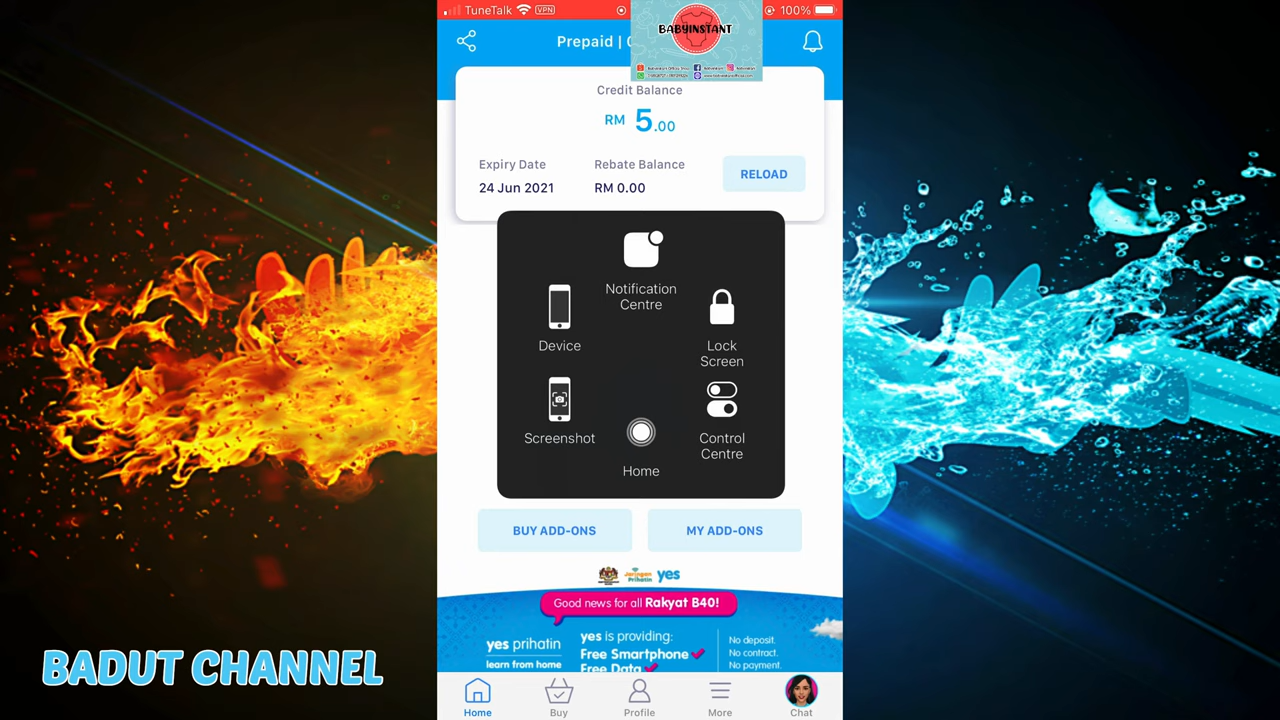 TuneTalk
VPN
100%
Prepaid |
BABYINSTANT
Credit Balance
RM 5.00
Expiry Date
Rebate Balance
24 Jun 2021
RM 0.00
RELOAD
Notification
Centre
Device
Lock
Screen
Screenshot
Control
Centre
Home
BUY ADD-ONS
MY ADD-ONS
Jaringan
Prihatin
yes
Good news for all Rakyat B40!
yes prihatin
learn from home
yes is providing:
Free Smartphone
Free Data
No deposit.
No contract.
No payment.
BADUT CHANNEL
Home
Buy
Profile
More
Chat